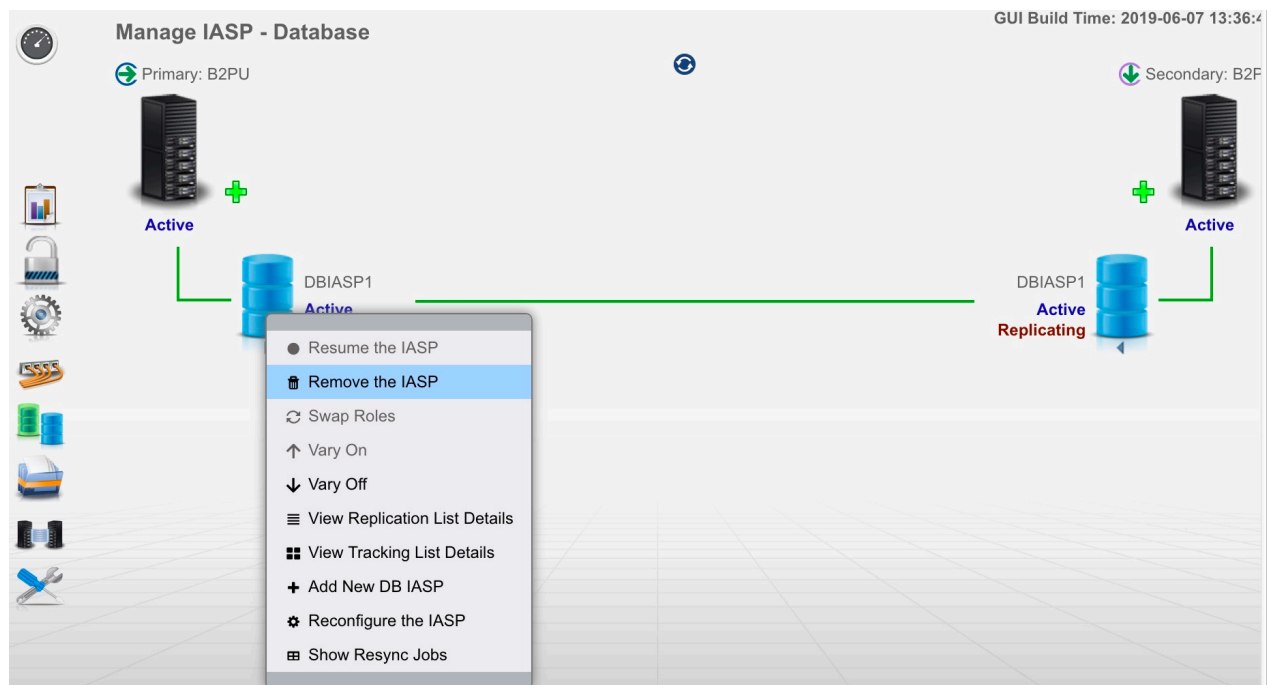 GUI Build Time: 2019-06-07 13:36:4
Manage IASP - Database
Primary: B2PU
Secondary: B2P
Active
Active
DBIASP1
Active
DBIASP1
Active
Replicating
Resume the IASP
Remove the IASP
Swap Roles
Vary On
Vary Off
View Replication List Details
View Tracking List Details
Add New DB IASP
Reconfigure the IASP
Show Resync Jobs